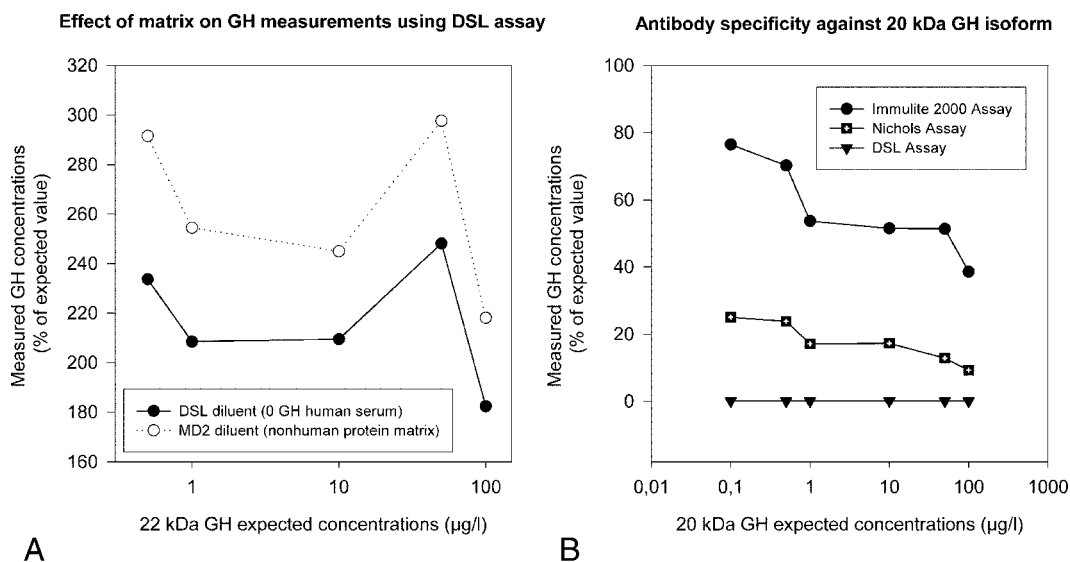 Effect of matrix on GH measurements using DSL assay
Measured GH concentrations
(% of expected value)
320
300
280
260
240
220
200
180
160
DSL diluent (0 GH human serum)
MD2 diluent (nonhuman protein matrix)
1
10
100
22 kDa GH expected concentrations (µg/l)
A
Antibody specificity against 20 kDa GH isoform
Measured GH concentrations
(% of expected value)
100
80
60
40
20
0
Immulite 2000 Assay
Nichols Assay
DSL Assay
0,01
0,1
1
10
100
1000
20 kDa GH expected concentrations (µg/l)
B